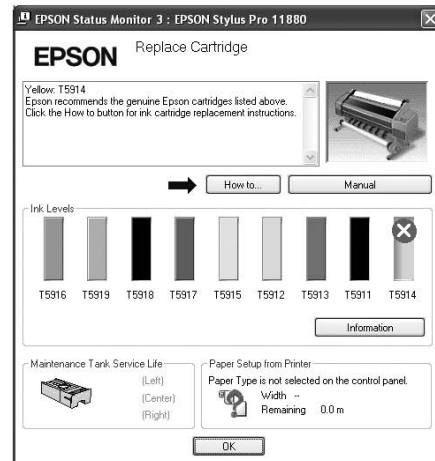 EPSON Status Monitor 3 : EPSON Stylus Pro 11880
EPSON
Replace Cartridge
Yellow: T5914
Epson recommends the genuine Epson cartridges listed above.
Click the How to button for ink cartridge replacement instructions.
How to...
Manual
Ink Levels
T5916 T5919 T5918 T5917 T5915 T5912 T5913 T5911 T5914
Information
Maintenance Tank Service Life
(Left)
(Center)
(Right)
Paper Setup from Printer
Paper Type is not selected on the control panel.
Width --
Remaining 0.0 m
OK